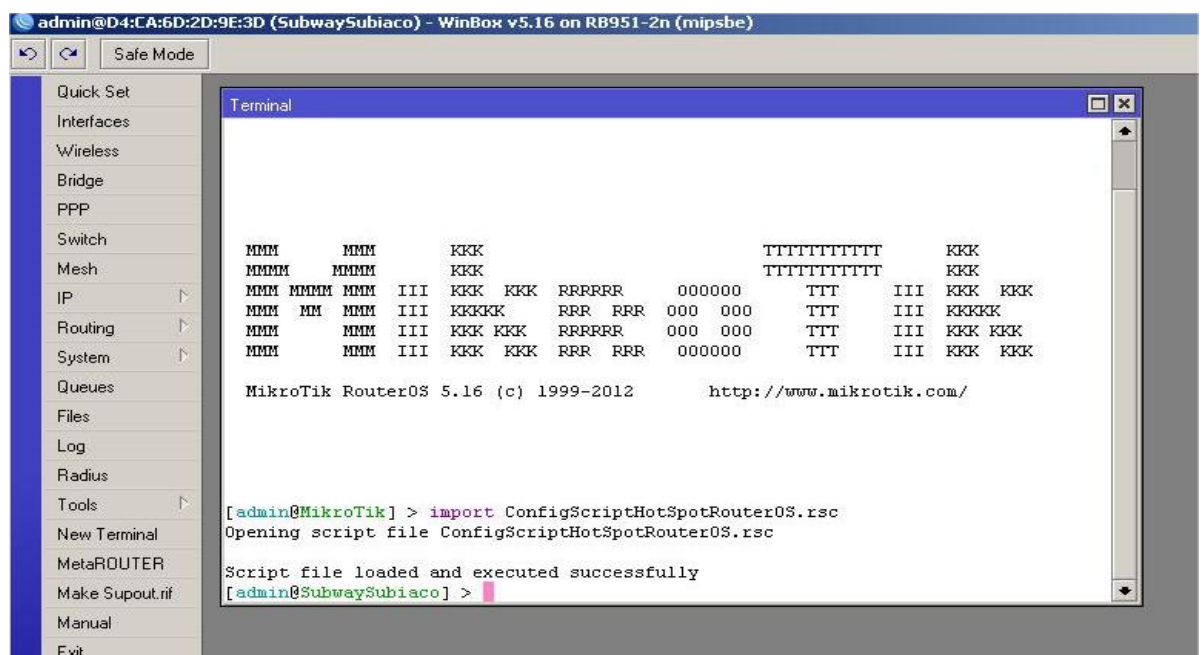 admin@D4:CA:6D:2D:9E:3D (SubwaySubiaco) - WinBox v5.16 on RB951-2n (mipsbe)
Safe Mode
Quick Set
Interfaces
Wireless
Bridge
PPP
Switch
Mesh
IP
Routing
System
Queues
Files
Log
Radius
Tools
New Terminal
MetaROUTER
Make Supout.rif
Manual
Exit
Terminal
MMM MMM KKK TTTTTTTTTTT KKK
MMMM MMMM KKK TTTTTTTTTTT KKK
MMM MMMM MMM III KKK KKK RRRRRR OOOOOO TTT III KKK KKK
MMM MM MMM III KKKKK RRR RRR OOO OOO TTT III KKKKK
MMM MMM III KKK KKK RRRRRR OOO OOO TTT III KKK KKK
MMM MMM III KKK KKK RRR RRR OOOOOO TTT III KKK KKK
MikroTik RouterOS 5.16 (c) 1999-2012 http://www.mikrotik.com/
[admin@MikroTik] > import ConfigScriptHotSpotRouterOS.rsc
Opening script file ConfigScriptHotSpotRouterOS.rsc
Script file loaded and executed successfully
[admin@SubwaySubiaco] >